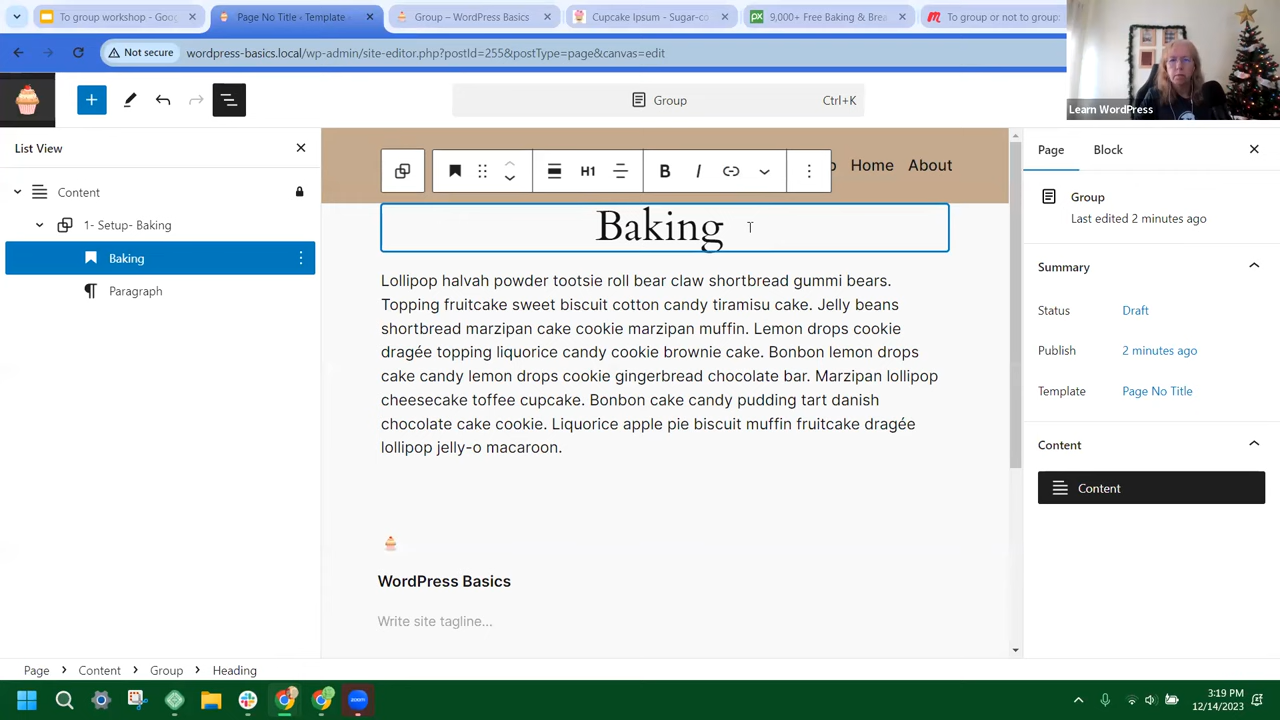 To group workshop - Goog
Page No Title - Template
Group – WordPress Basics
Cupcake Ipsum - Sugar-co
9,000+ Free Baking & Brea
To group or not to group:
Not secure
wordpress-basics.local/wp-admin/site-editor.php?postId=255&postType=page&canvas=edit
Learn WordPress
Group
Ctrl+K
List View
Content
1- Setup- Baking
Baking
Paragraph
H1
B
I
Home
About
Baking
Lollipop halvah powder tootsie roll bear claw shortbread gummi bears.
Topping fruitcake sweet biscuit cotton candy tiramisu cake. Jelly beans
shortbread marzipan cake cookie marzipan muffin. Lemon drops cookie
dragée topping liquorice candy cookie brownie cake. Bonbon lemon drops
cake candy lemon drops cookie gingerbread chocolate bar. Marzipan lollipop
cheesecake toffee cupcake. Bonbon cake candy pudding tart danish
chocolate cake cookie. Liquorice apple pie biscuit muffin fruitcake dragée
lollipop jelly-o macaroon.
WordPress Basics
Write site tagline...
Page
Block
Group
Last edited 2 minutes ago
Summary
Status
Draft
Publish
2 minutes ago
Template
Page No Title
Content
Content
Page
Content
Group
Heading
zoom
3:19 PM
12/14/2023